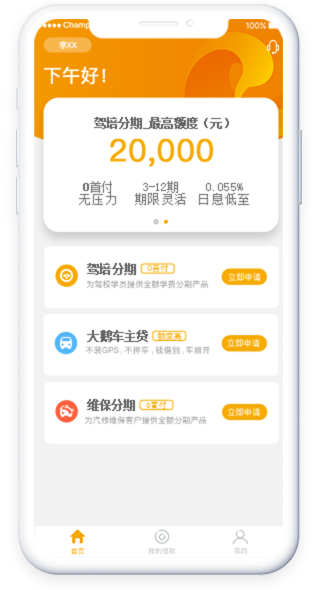 Champ
100%
李XX
下午好！
驾培分期_最高额度（元）
20,000
0首付 3-12期 0.055%
无压力 期限灵活 日息低至
驾培分期 0首付
为驾校学员提供全额学费分期产品
立即申请
大鹅车主贷 额度高
不装GPS，不押车，钱借到，车照开
立即申请
维保分期 0首付
为汽修维保客户提供全额分期产品
立即申请
首页 我的借款 我的